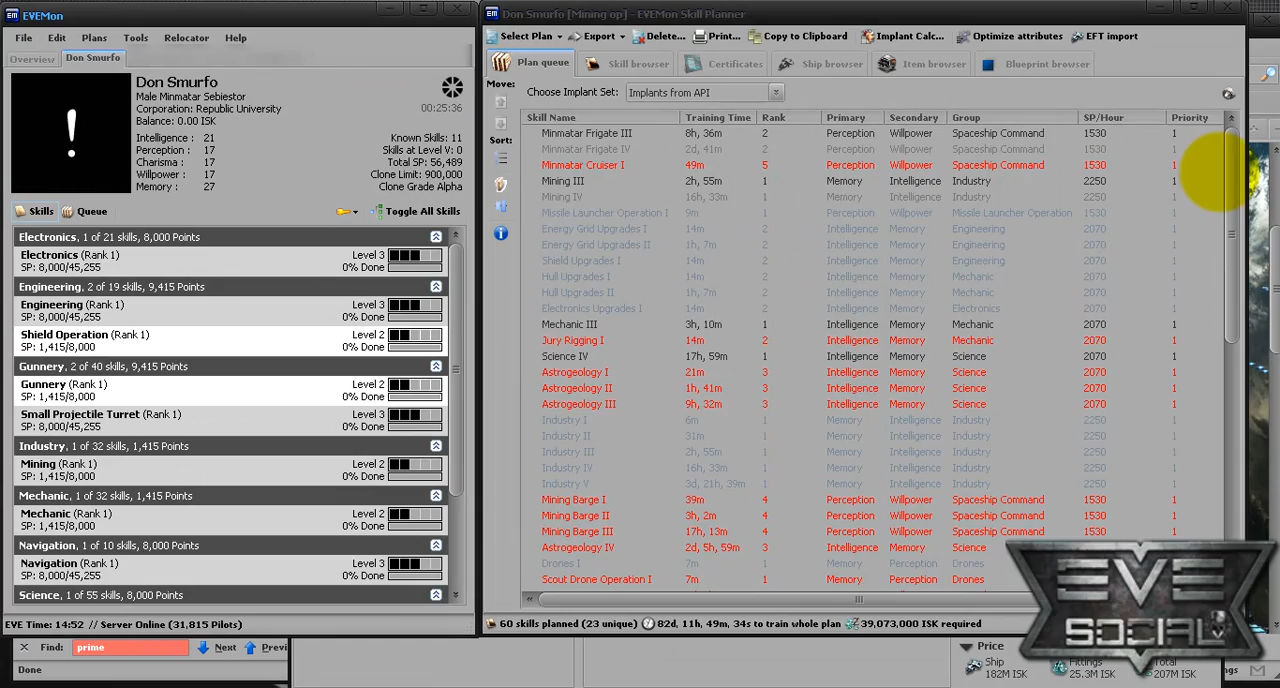 EM EVEMon
File Edit Plans Tools Relocator Help
Overview Don Smurfo
Don Smurfo
Male Minmatar Sebiestor
Corporation: Republic University
Balance: 0.00 ISK
00:25:36
Intelligence : 21
Perception : 17
Charisma : 17
Willpower : 17
Memory : 27
Known Skills: 11
Skills at Level V: 0
Total SP: 56,489
Clone Limit: 900,000
Clone Grade Alpha
Skills Queue Toggle All Skills
Electronics, 1 of 21 skills, 8,000 Points
Electronics (Rank 1) Level 3
SP: 8,000/45,255 0% Done
Engineering, 2 of 19 skills, 9,415 Points
Engineering (Rank 1) Level 3
SP: 8,000/45,255 0% Done
Shield Operation (Rank 1) Level 2
SP: 1,415/8,000 0% Done
Gunnery, 2 of 40 skills, 9,415 Points
Gunnery (Rank 1) Level 2
SP: 1,415/8,000 0% Done
Small Projectile Turret (Rank 1) Level 3
SP: 8,000/45,255 0% Done
Industry, 1 of 32 skills, 1,415 Points
Mining (Rank 1) Level 2
SP: 1,415/8,000 0% Done
Mechanic, 1 of 32 skills, 1,415 Points
Mechanic (Rank 1) Level 2
SP: 1,415/8,000 0% Done
Navigation, 1 of 10 skills, 8,000 Points
Navigation (Rank 1) Level 3
SP: 8,000/45,255 0% Done
Science, 1 of 55 skills, 8,000 Points
EVE Time: 14:52 // Server Online (31,815 Pilots)
Find: prime Next Previ
Done
EM Don Smurfo [Mining op] - EVEMon Skill Planner
Select Plan Export Delete... Print... Copy to Clipboard Implant Calc... Optimize attributes EFT import
Plan queue Skill browser Certificates Ship browser Item browser Blueprint browser
Move:
Sort:
Choose Implant Set: Implants from API
Skill Name Training Time Rank Primary Secondary Group SP/Hour Priority
Minmatar Frigate III 8h, 36m 2 Perception Willpower Spaceship Command 1530 1
Minmatar Frigate IV 2d, 41m 2 Perception Willpower Spaceship Command 1530 1
Minmatar Cruiser I 49m 5 Perception Willpower Spaceship Command 1530 1
Mining III 2h, 55m 1 Memory Intelligence Industry 2250 1
Mining IV 16h, 33m 1 Memory Intelligence Industry 2250 1
Missile Launcher Operation I 9m 1 Perception Willpower Missile Launcher Operation 1530 1
Energy Grid Upgrades I 14m 2 Intelligence Memory Engineering 2070 1
Energy Grid Upgrades II 1h, 7m 2 Intelligence Memory Engineering 2070 1
Shield Upgrades I 14m 2 Intelligence Memory Engineering 2070 1
Hull Upgrades I 14m 2 Intelligence Memory Mechanic 2070 1
Hull Upgrades II 1h, 7m 2 Intelligence Memory Mechanic 2070 1
Electronics Upgrades I 14m 2 Intelligence Memory Electronics 2070 1
Mechanic III 3h, 10m 1 Intelligence Memory Mechanic 2070 1
Jury Rigging I 14m 2 Intelligence Memory Mechanic 2070 1
Science IV 17h, 59m 1 Intelligence Memory Science 2070 1
Astrogeology I 21m 3 Intelligence Memory Science 2070 1
Astrogeology II 1h, 41m 3 Intelligence Memory Science 2070 1
Astrogeology III 9h, 32m 3 Intelligence Memory Science 2070 1
Industry I 6m 1 Memory Intelligence Industry 2250 1
Industry II 31m 1 Memory Intelligence Industry 2250 1
Industry III 2h, 55m 1 Memory Intelligence Industry 2250 1
Industry IV 16h, 33m 1 Memory Intelligence Industry 2250 1
Industry V 3d, 21h, 39m 1 Memory Intelligence Industry 2250 1
Mining Barge I 39m 4 Perception Willpower Spaceship Command 1530 1
Mining Barge II 3h, 2m 4 Perception Willpower Spaceship Command 1530 1
Mining Barge III 17h, 13m 4 Perception Willpower Spaceship Command 1530 1
Astrogeology IV 2d, 5h, 59m 3 Intelligence Memory Science
Drones I 7m 1 Memory Perception Drones
Scout Drone Operation I 7m 1 Memory Perception Drones
60 skills planned (23 unique) 82d, 11h, 49m, 34s to train whole plan 39,073,000 ISK required
EVE SOCIAL
Price
Ship 182M ISK
Fittings 25.3M ISK
Total 207M ISK